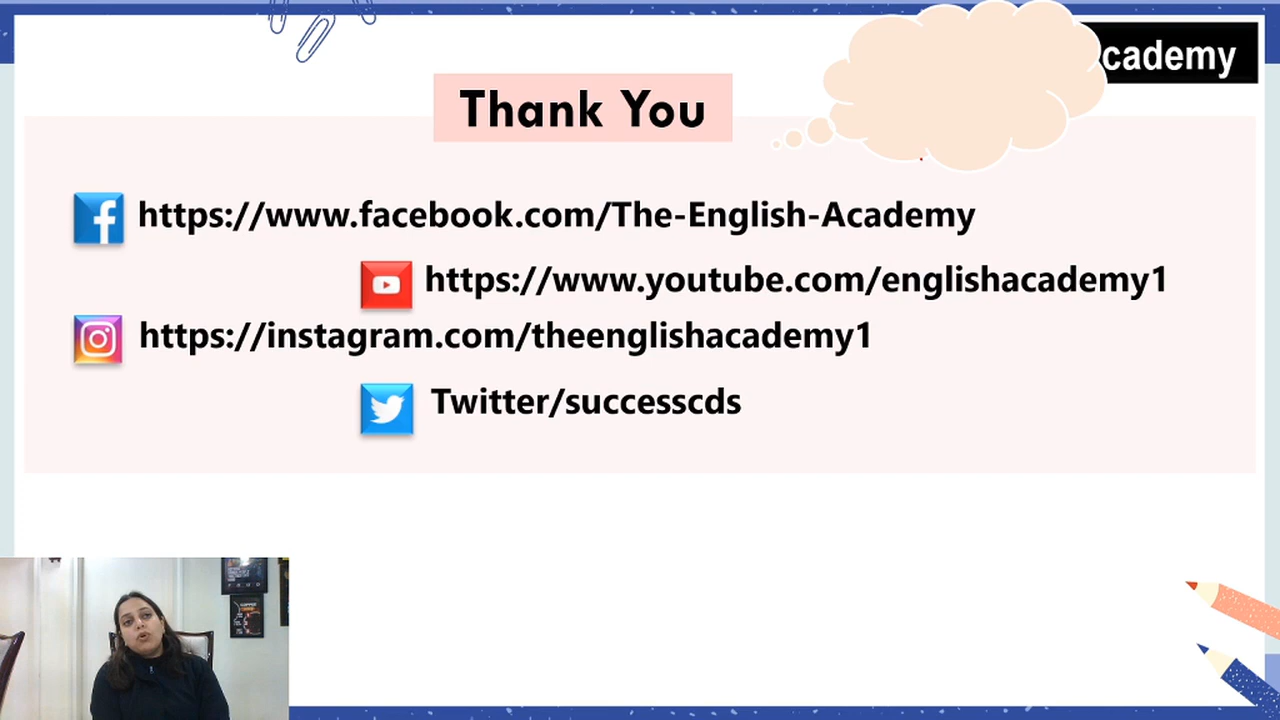 cademy
Thank You
https://www.facebook.com/The-English-Academy
https://www.youtube.com/englishacademy1
https://instagram.com/theenglishacademy1
Twitter/successcds